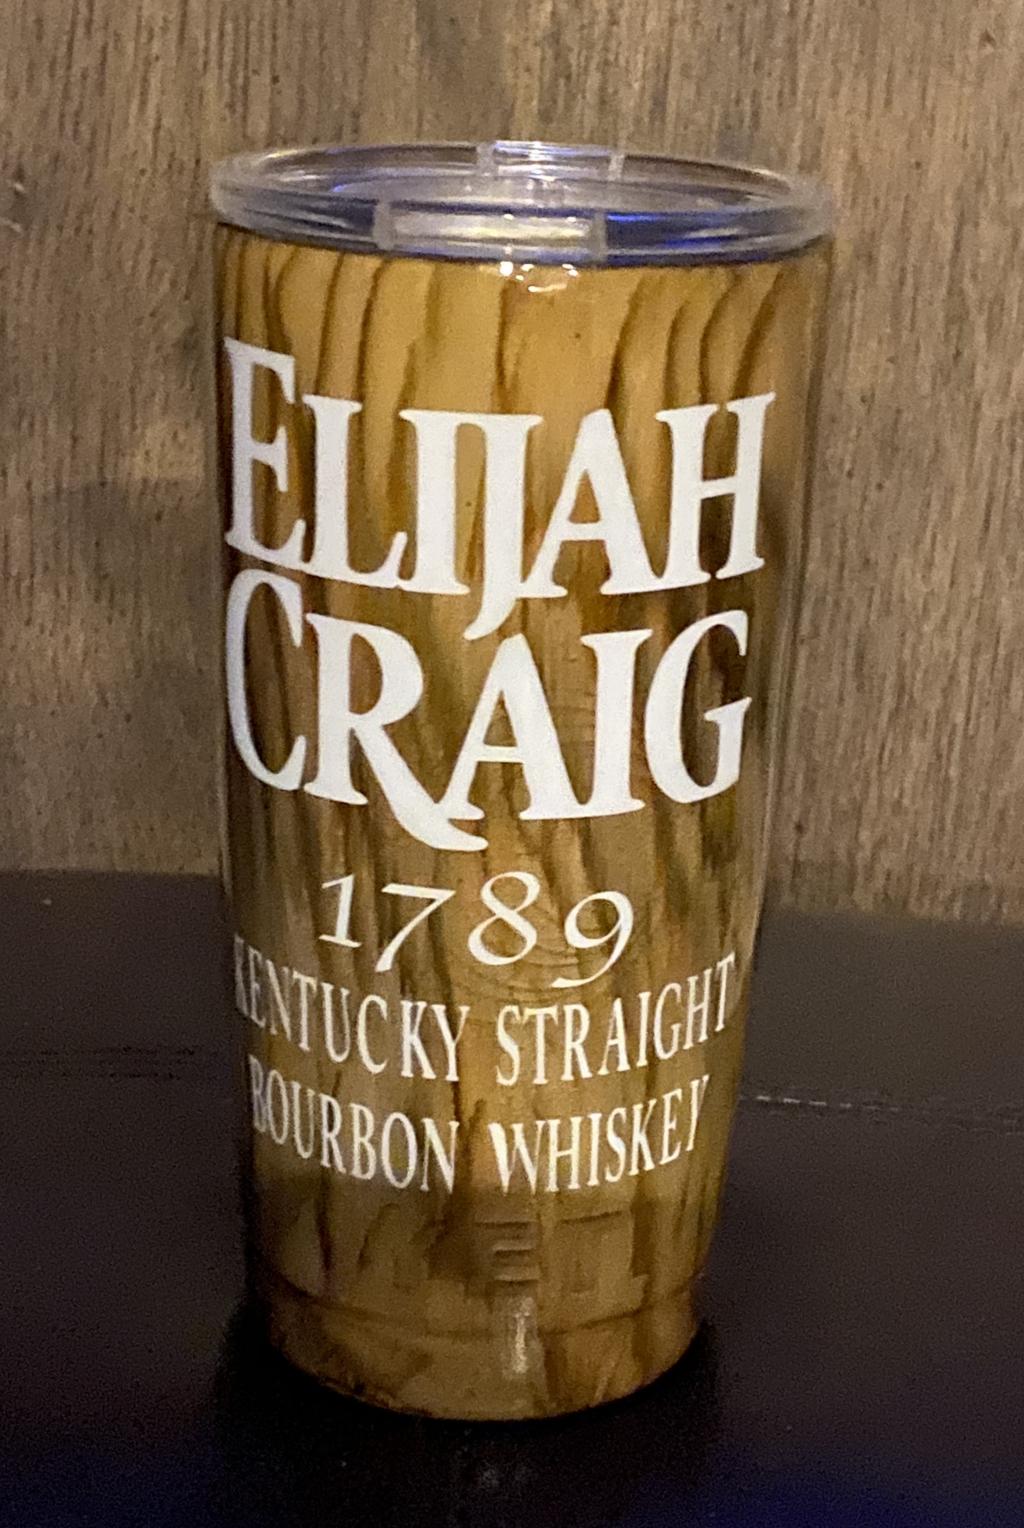 ELIJAH
CRAIG
1789
KENTUCKY STRAIGHT
BOURBON WHISKEY